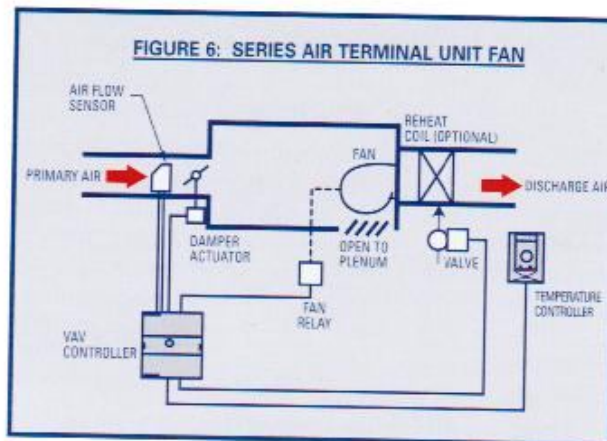 FIGURE 6: SERIES AIR TERMINAL UNIT FAN
AIR FLOW
SENSOR
REHEAT
COIL (OPTIONAL)
FAN
PRIMARY AIR
DISCHARGE AIR
DAMPER
ACTUATOR
OPEN TO
PLENUM
VALVE
FAN
RELAY
TEMPERATURE
CONTROLLER
VAV
CONTROLLER